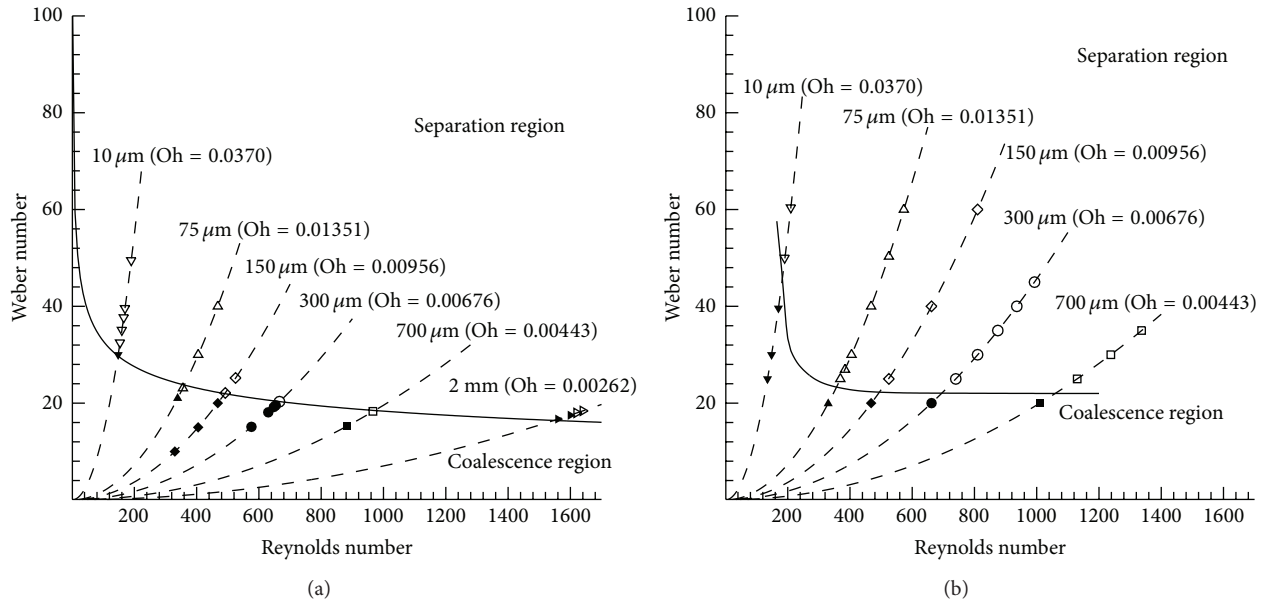 100
80
60
40
20
Weber number
200
400
600
800
1000
1200
1400
1600
Reynolds number
Separation region
10 μm (Oh = 0.0370)
75 μm (Oh = 0.01351)
150 μm (Oh = 0.00956)
300 μm (Oh = 0.00676)
700 μm (Oh = 0.00443)
2 mm (Oh = 0.00262)
Coalescence region
(a)
100
80
60
40
20
Weber number
200
400
600
800
1000
1200
1400
1600
Reynolds number
Separation region
10 μm (Oh = 0.0370)
75 μm (Oh = 0.01351)
150 μm (Oh = 0.00956)
300 μm (Oh = 0.00676)
700 μm (Oh = 0.00443)
Coalescence region
(b)